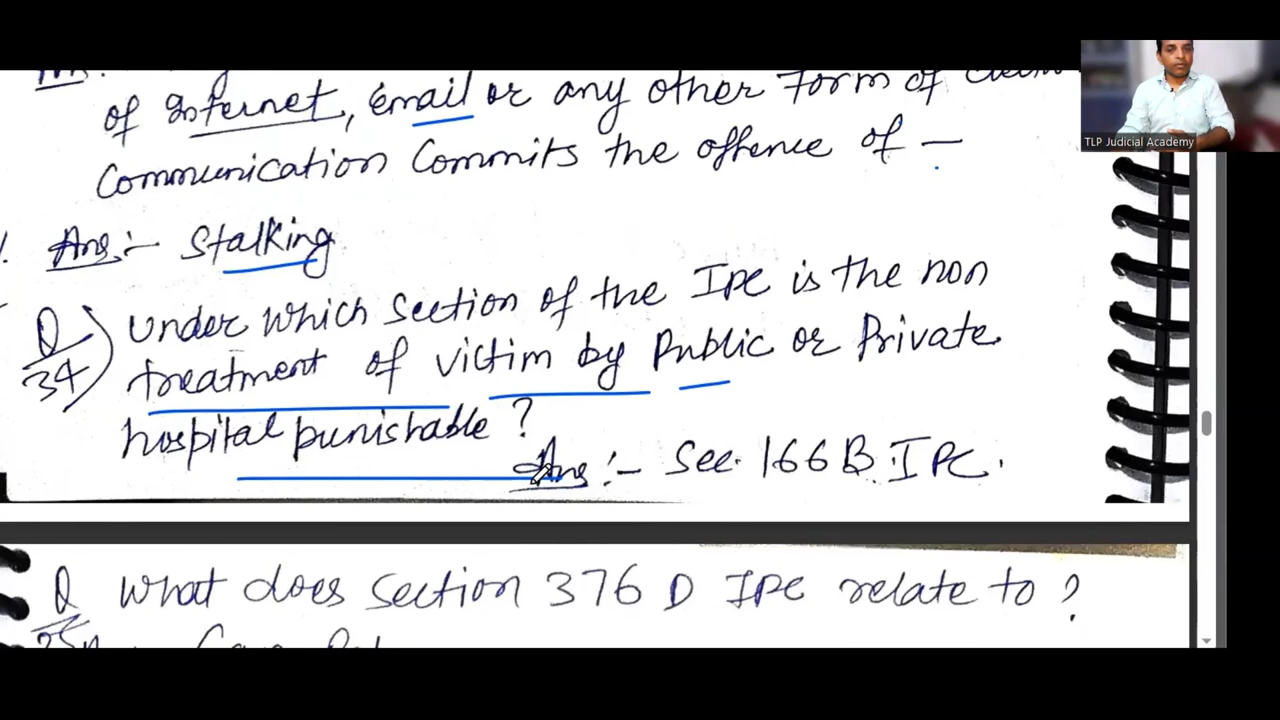 TLP Judicial Academy
of Internet, Email or any other form of
Communication Commits the offence of —
Ans :- Stalking
Q 34) Under Which Section of the IPC is the non
treatment of victim by Public or Private
hospital punishable ?
Ans :- Sec. 166 B IPC.
Q What does Section 376 D IPC relate to ?